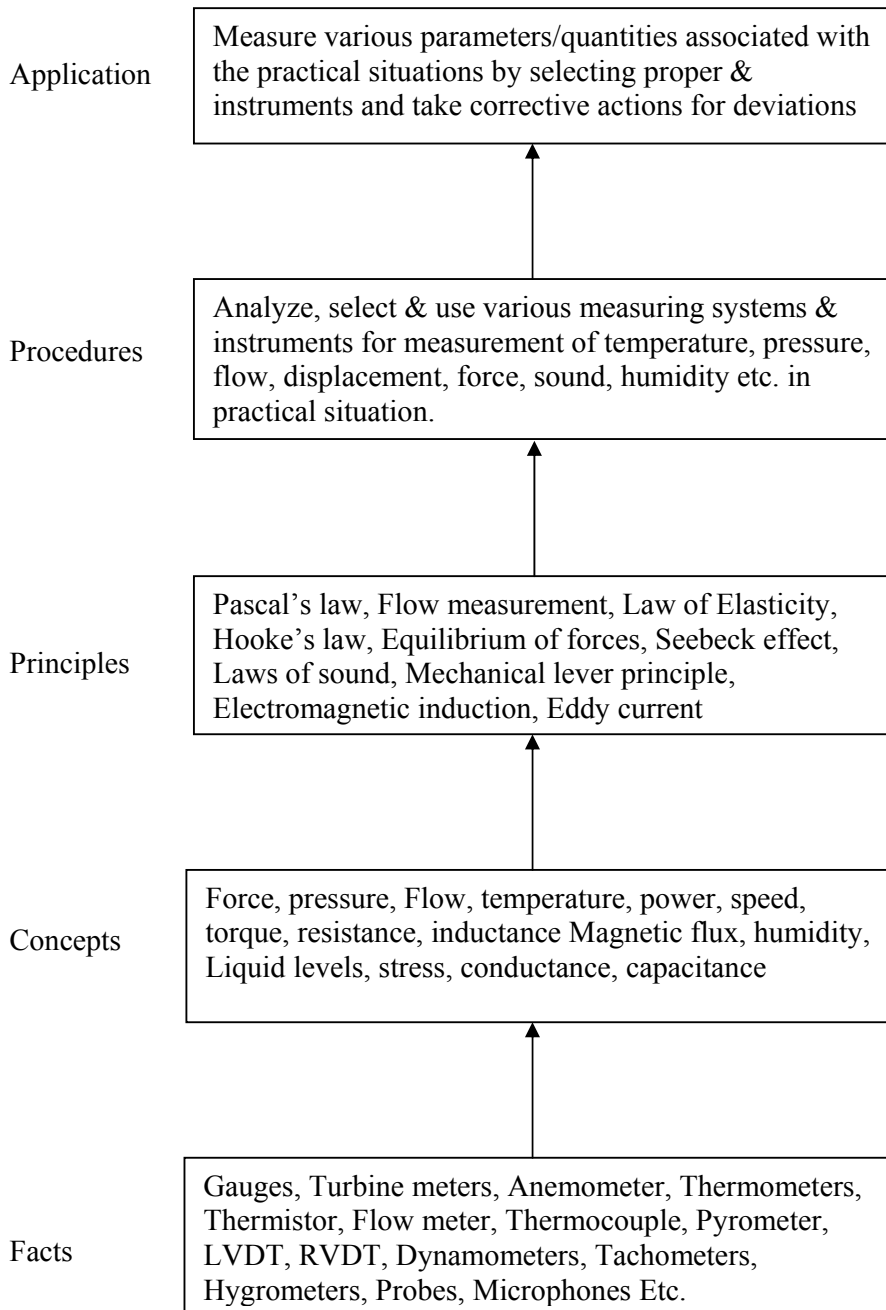 Application
Measure various parameters/quantities associated with
the practical situations by selecting proper &
instruments and take corrective actions for deviations
Procedures
Analyze, select & use various measuring systems &
instruments for measurement of temperature, pressure,
flow, displacement, force, sound, humidity etc. in
practical situation.
Principles
Pascal’s law, Flow measurement, Law of Elasticity,
Hooke’s law, Equilibrium of forces, Seebeck effect,
Laws of sound, Mechanical lever principle,
Electromagnetic induction, Eddy current
Concepts
Force, pressure, Flow, temperature, power, speed,
torque, resistance, inductance Magnetic flux, humidity,
Liquid levels, stress, conductance, capacitance
Facts
Gauges, Turbine meters, Anemometer, Thermometers,
Thermistor, Flow meter, Thermocouple, Pyrometer,
LVDT, RVDT, Dynamometers, Tachometers,
Hygrometers, Probes, Microphones Etc.